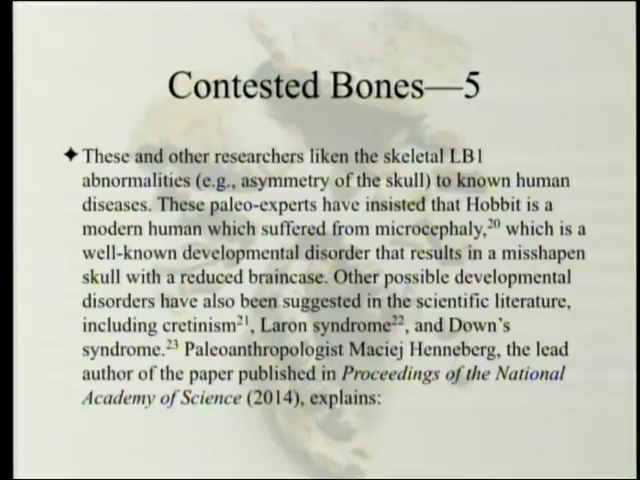 Contested Bones—5
✦ These and other researchers liken the skeletal LB1
abnormalities (e.g., asymmetry of the skull) to known human
diseases. These paleo-experts have insisted that Hobbit is a
modern human which suffered from microcephaly,²⁰ which is a
well-known developmental disorder that results in a misshapen
skull with a reduced braincase. Other possible developmental
disorders have also been suggested in the scientific literature,
including cretinism²¹, Laron syndrome²², and Down’s
syndrome.²³ Paleoanthropologist Maciej Henneberg, the lead
author of the paper published in Proceedings of the National
Academy of Science (2014), explains: